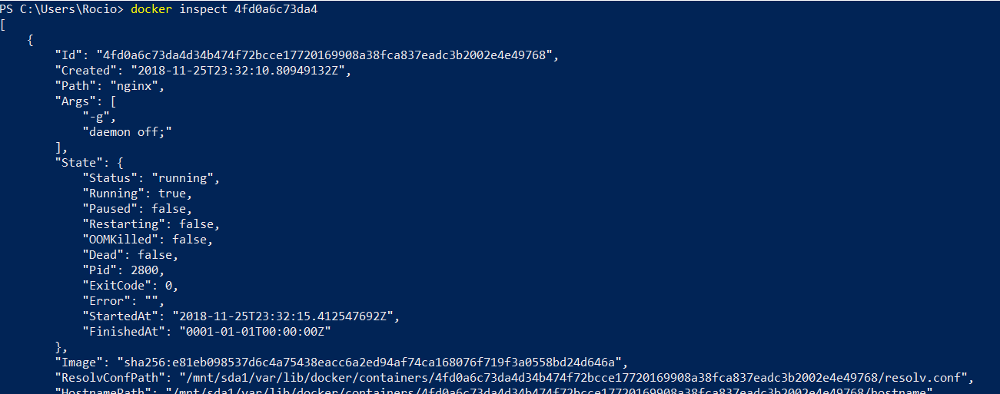 PS C:\Users\Rocio> docker inspect 4fd0a6c73da4
[
    {
        "Id": "4fd0a6c73da4d34b474f72bcce17720169908a38fca837eadc3b2002e4e49768",
        "Created": "2018-11-25T23:32:10.80949132Z",
        "Path": "nginx",
        "Args": [
            "-g",
            "daemon off;"
        ],
        "State": {
            "Status": "running",
            "Running": true,
            "Paused": false,
            "Restarting": false,
            "OOMKilled": false,
            "Dead": false,
            "Pid": 2800,
            "ExitCode": 0,
            "Error": "",
            "StartedAt": "2018-11-25T23:32:15.412547692Z",
            "FinishedAt": "0001-01-01T00:00:00Z"
        },
        "Image": "sha256:e81eb098537d6c4a75438eacc6a2ed94af74ca168076f719f3a0558bd24d646a",
        "ResolvConfPath": "/mnt/sda1/var/lib/docker/containers/4fd0a6c73da4d34b474f72bcce17720169908a38fca837eadc3b2002e4e49768/resolv.conf",
        "HostnamePath": "/mnt/sda1/var/lib/docker/containers/4fd0a6c73da4d34b474f72bcce17720169908a38fca837eadc3b2002e4e49768/hostname"